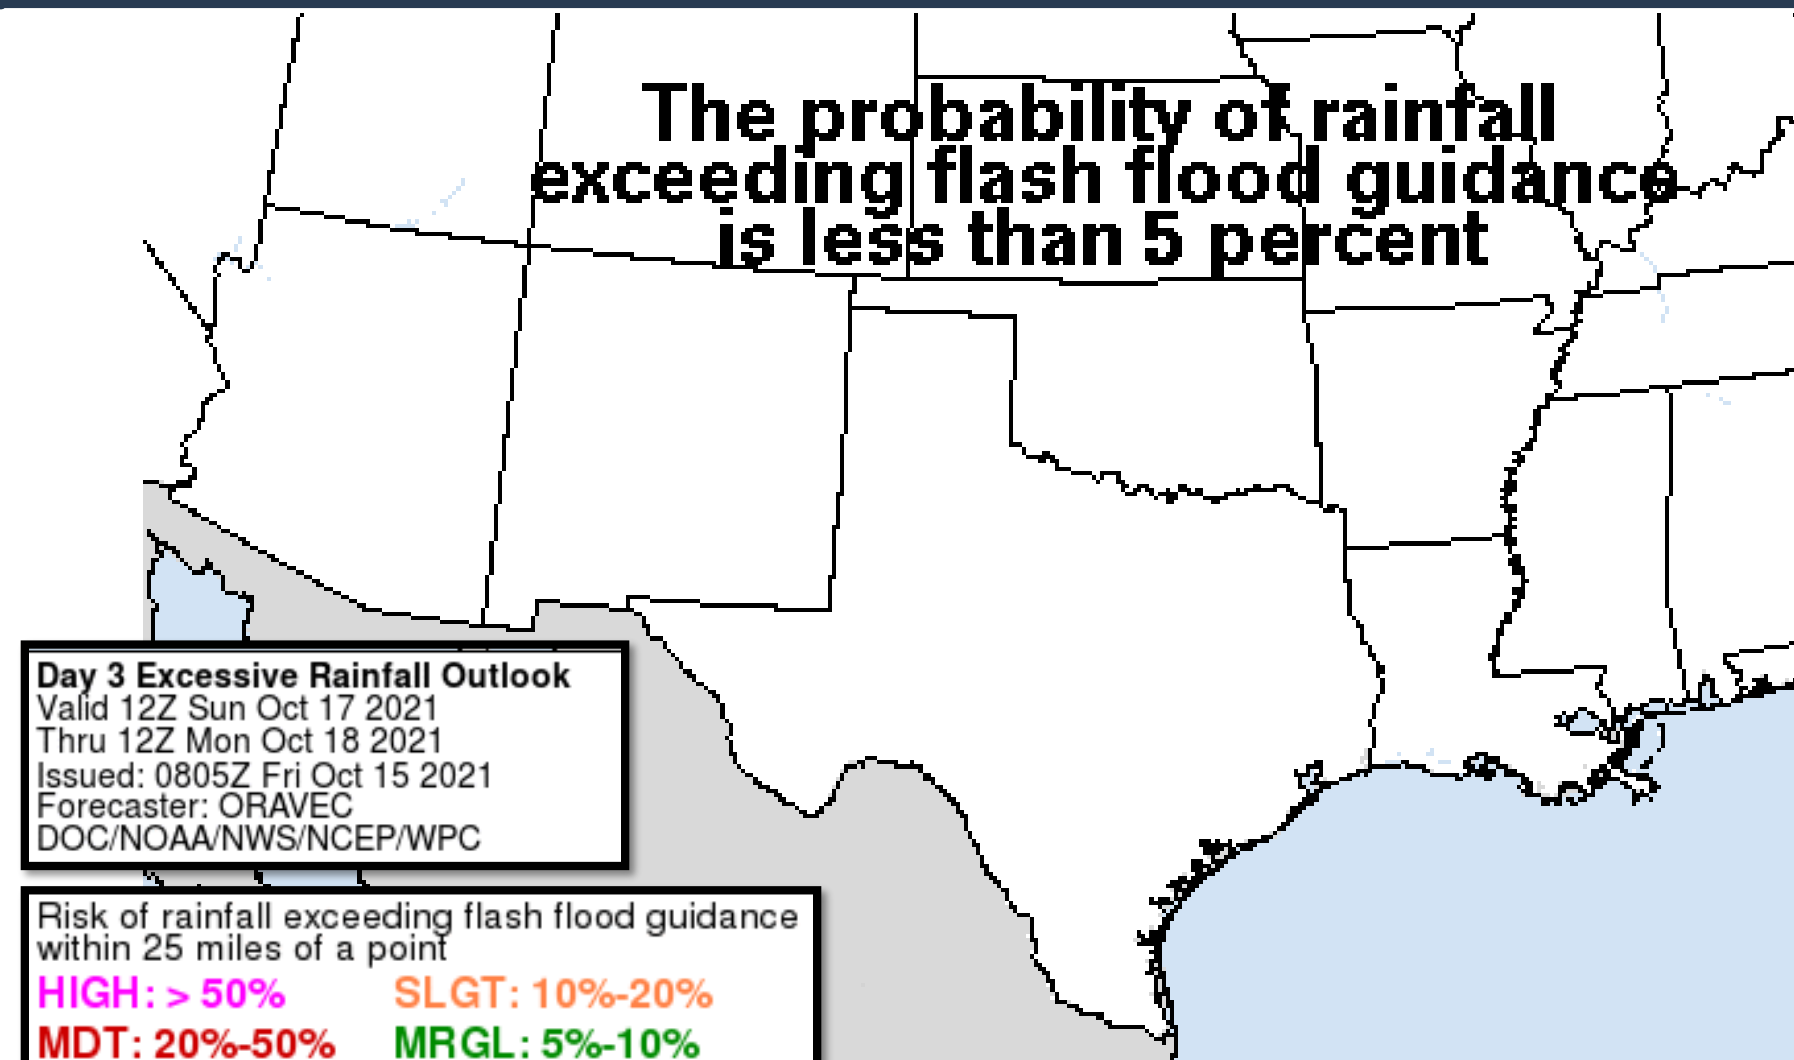 The probability of rainfall
exceeding flash flood guidance
is less than 5 percent
Day 3 Excessive Rainfall Outlook
Valid 12Z Sun Oct 17 2021
Thru 12Z Mon Oct 18 2021
Issued: 0805Z Fri Oct 15 2021
Forecaster: ORAVEC
DOC/NOAA/NWS/NCEP/WPC
Risk of rainfall exceeding flash flood guidance
within 25 miles of a point
HIGH: > 50% SLGT: 10%-20%
MDT: 20%-50% MRGL: 5%-10%